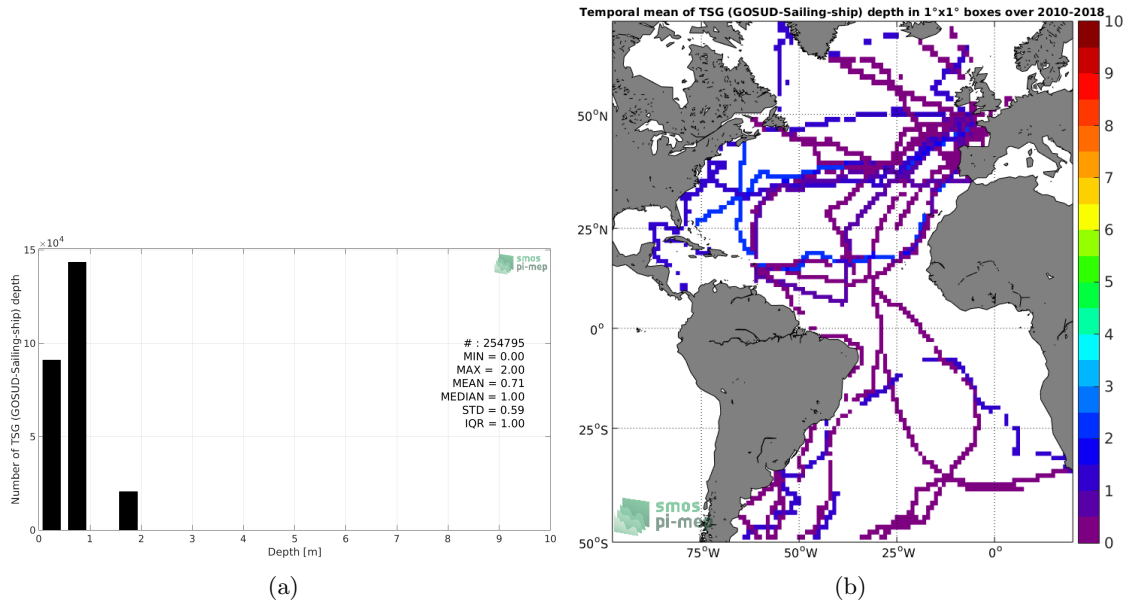 Temporal mean of TSG (GOSUD-Sailing-ship) depth in 1°x1° boxes over 2010-2018
15
×10^4
10
5
0
Number of TSG (GOSUD-Sailing-ship) depth
smos
pi-mep
# : 254795
MIN = 0.00
MAX = 2.00
MEAN = 0.71
MEDIAN = 1.00
STD = 0.59
IQR = 1.00
0 1 2 3 4 5 6 7 8 9 10
Depth [m]
(a)
50°N
25°N
0°
25°S
50°S
75°W 50°W 25°W 0°
smos
pi-mep
10
9
8
7
6
5
4
3
2
1
0
(b)